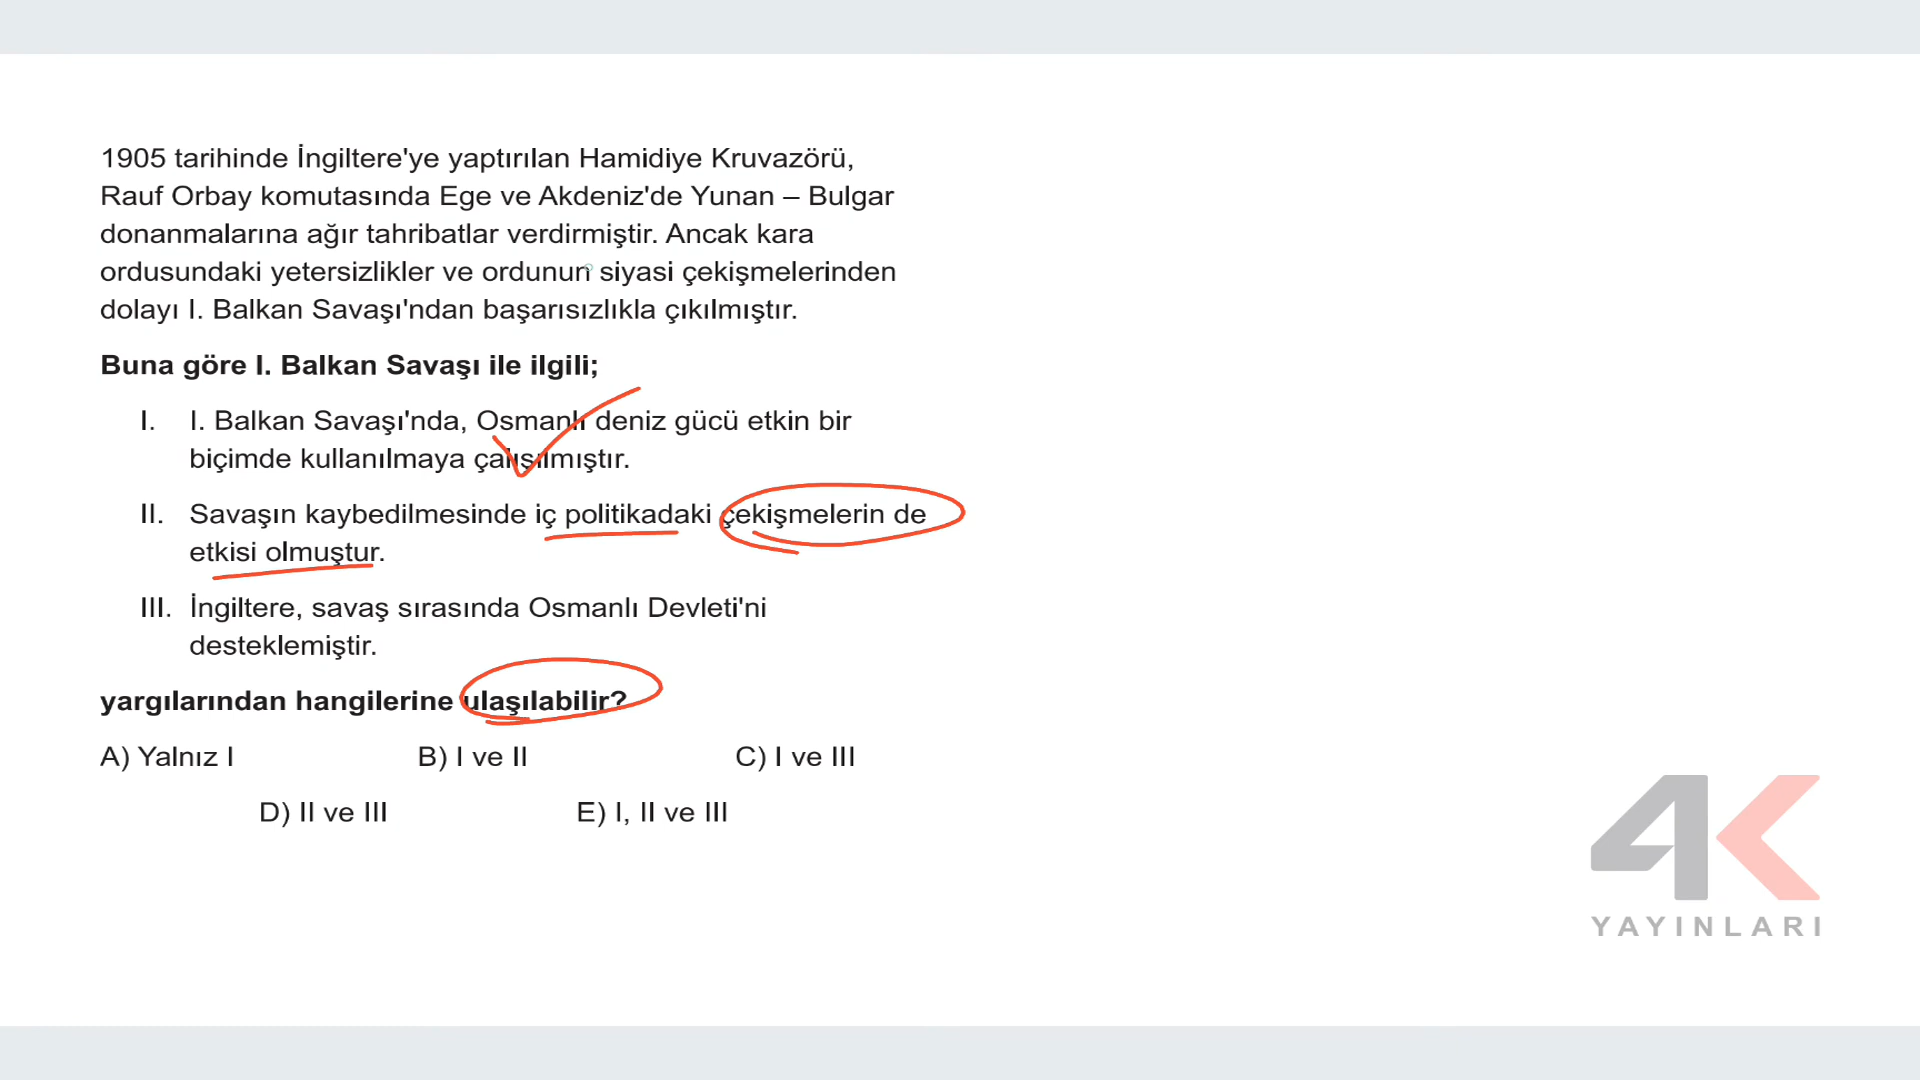 1905 tarihinde İngiltere'ye yaptırılan Hamidiye Kruvazörü,
Rauf Orbay komutasında Ege ve Akdeniz'de Yunan – Bulgar
donanmalarına ağır tahribatlar verdirmiştir. Ancak kara
ordusundaki yetersizlikler ve ordunun siyasi çekişmelerinden
dolayı I. Balkan Savaşı'ndan başarısızlıkla çıkılmıştır.
Buna göre I. Balkan Savaşı ile ilgili;
I. I. Balkan Savaşı'nda, Osmanlı deniz gücü etkin bir
biçimde kullanılmaya çalışılmıştır.
II. Savaşın kaybedilmesinde iç politikadaki çekişmelerin de
etkisi olmuştur.
III. İngiltere, savaş sırasında Osmanlı Devleti'ni
desteklemiştir.
yargılarından hangilerine ulaşılabilir?
A) Yalnız I B) I ve II C) I ve III
D) II ve III E) I, II ve III
4K
YAYINLARI